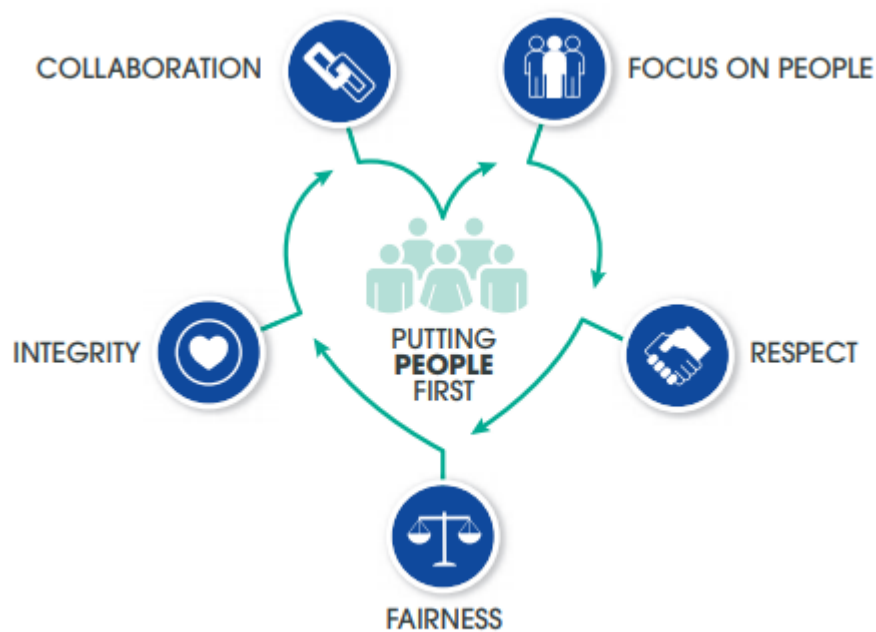 COLLABORATION
FOCUS ON PEOPLE
PUTTING
PEOPLE
FIRST
INTEGRITY
RESPECT
FAIRNESS